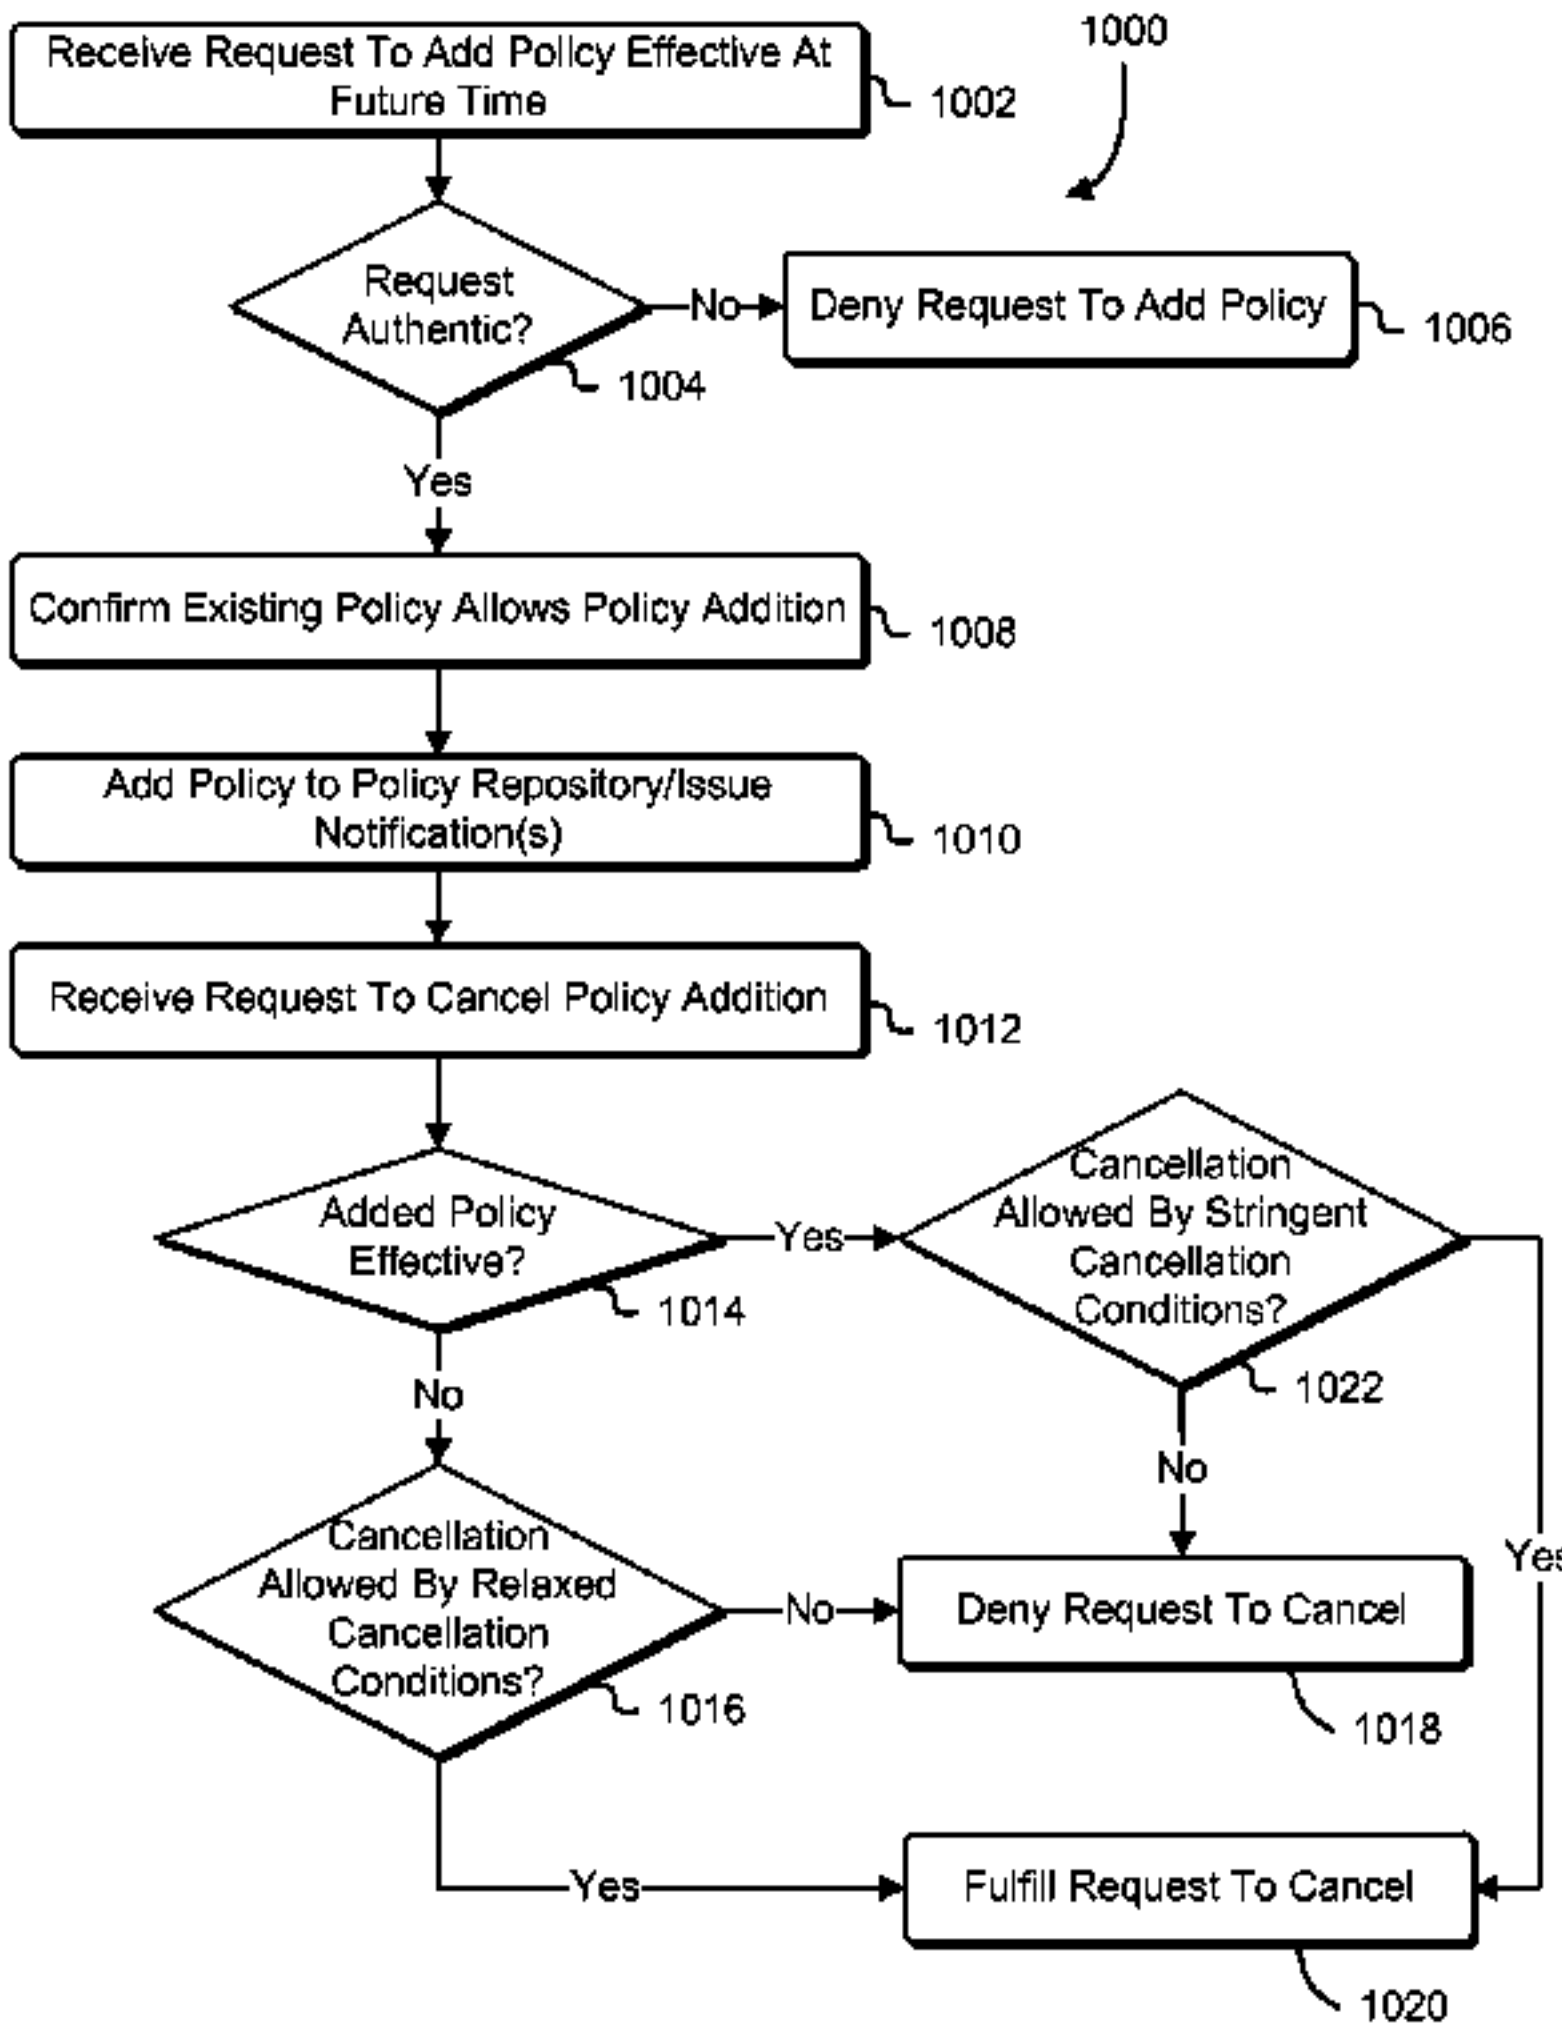 1000
Receive Request To Add Policy Effective At
Future Time
1002
Request
Authentic?
1004
No
Deny Request To Add Policy
1006
Yes
Confirm Existing Policy Allows Policy Addition
1008
Add Policy to Policy Repository/Issue
Notification(s)
1010
Receive Request To Cancel Policy Addition
1012
Added Policy
Effective?
1014
Yes
Cancellation
Allowed By Stringent
Cancellation
Conditions?
1022
No
No
Yes
Cancellation
Allowed By Relaxed
Cancellation
Conditions?
1016
No
Deny Request To Cancel
1018
Yes
Fulfill Request To Cancel
1020